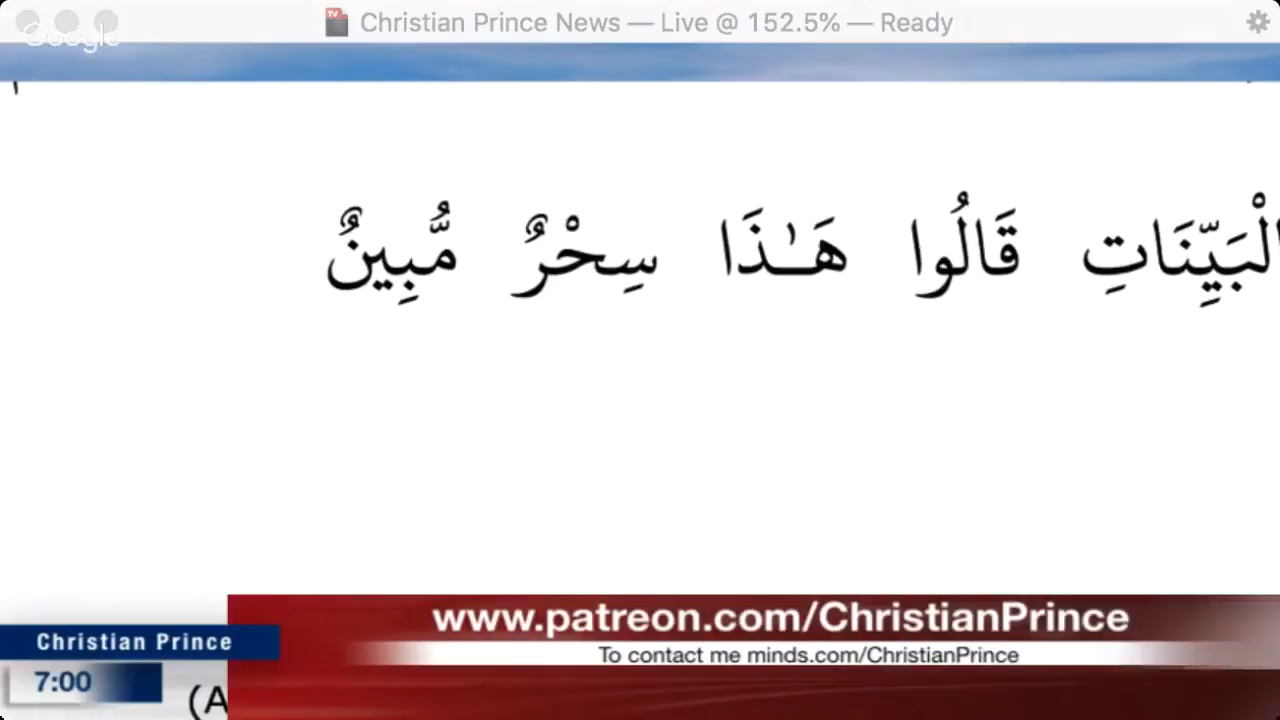 Christian Prince News — Live @ 152.5% — Ready
Google
الْبَيِّنَاتِ قَالُوا هَـٰذَا سِحْرٌ مُّبِينٌ
www.patreon.com/ChristianPrince
Christian Prince
To contact me minds.com/ChristianPrince
7:00
(A